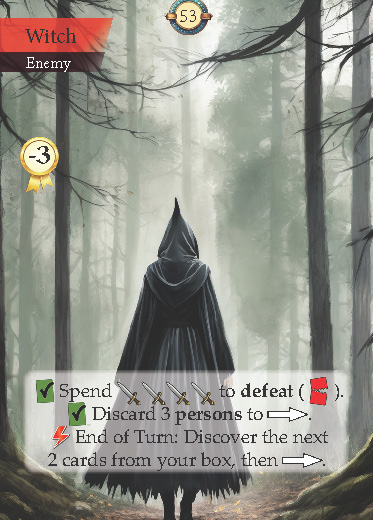 53
Witch
Enemy
-3
Spend to defeat ( ).
Discard 3 persons to .
End of Turn: Discover the next
2 cards from your box, then .